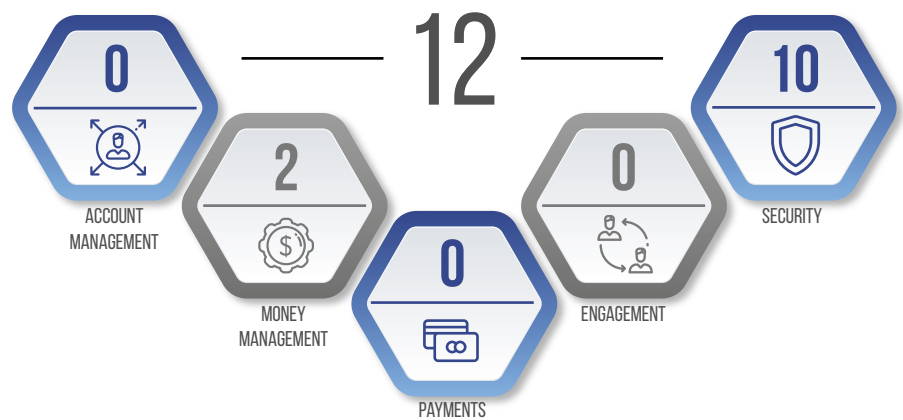 12
0
ACCOUNT
MANAGEMENT
2
$
MONEY
MANAGEMENT
0
PAYMENTS
0
ENGAGEMENT
10
SECURITY